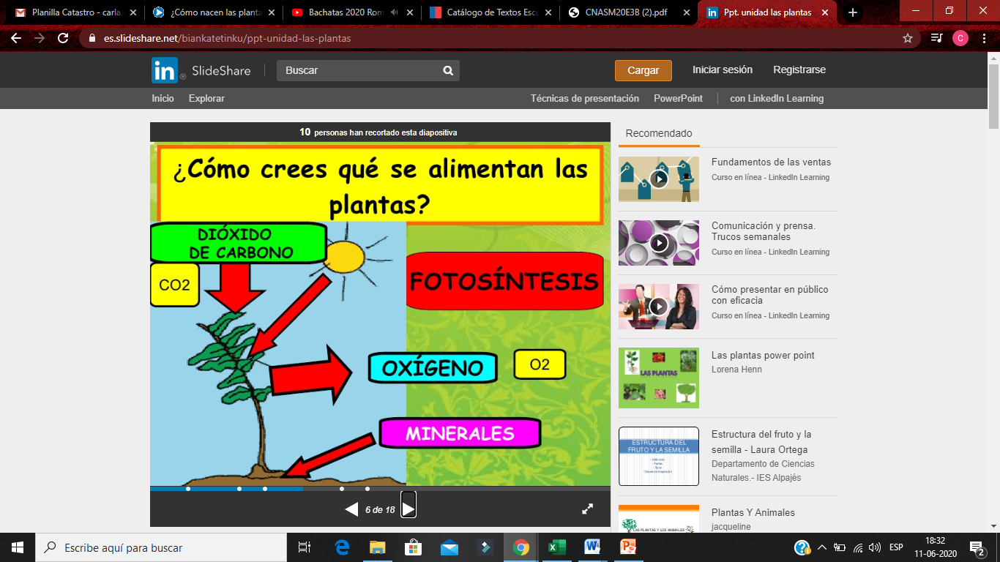 Planilla Catastro - carla.
¿Cómo nacen las planta
Bachatas 2020 Rom
Catálogo de Textos Esco
CNASM20E3B (2).pdf
Ppt. unidad las plantas
es.slideshare.net/biankatetinku/ppt-unidad-las-plantas
C
in SlideShare
Buscar
Cargar
Iniciar sesión
Registrarse
Inicio
Explorar
Técnicas de presentación
PowerPoint
con LinkedIn Learning
10 personas han recortado esta diapositiva
¿Cómo crees qué se alimentan las
plantas?
DIÓXIDO
DE CARBONO
CO2
FOTOSÍNTESIS
OXÍGENO
O2
MINERALES
6 de 18
Recomendado
Fundamentos de las ventas
Curso en línea - LinkedIn Learning
Comunicación y prensa.
Trucos semanales
Curso en línea - LinkedIn Learning
Cómo presentar en público
con eficacia
Curso en línea - LinkedIn Learning
LAS PLANTAS
Las plantas power point
Lorena Henn
ESTRUCTURA DEL
FRUTO Y LA SEMILLA
Estructura del fruto y la
semilla - Laura Ortega
Departamento de Ciencias
Naturales.- IES Alpajés
LAS PLANTAS Y LOS ANIMALES
Plantas Y Animales
jacqueline
Escribe aquí para buscar
ESP
18:32
11-06-2020
2